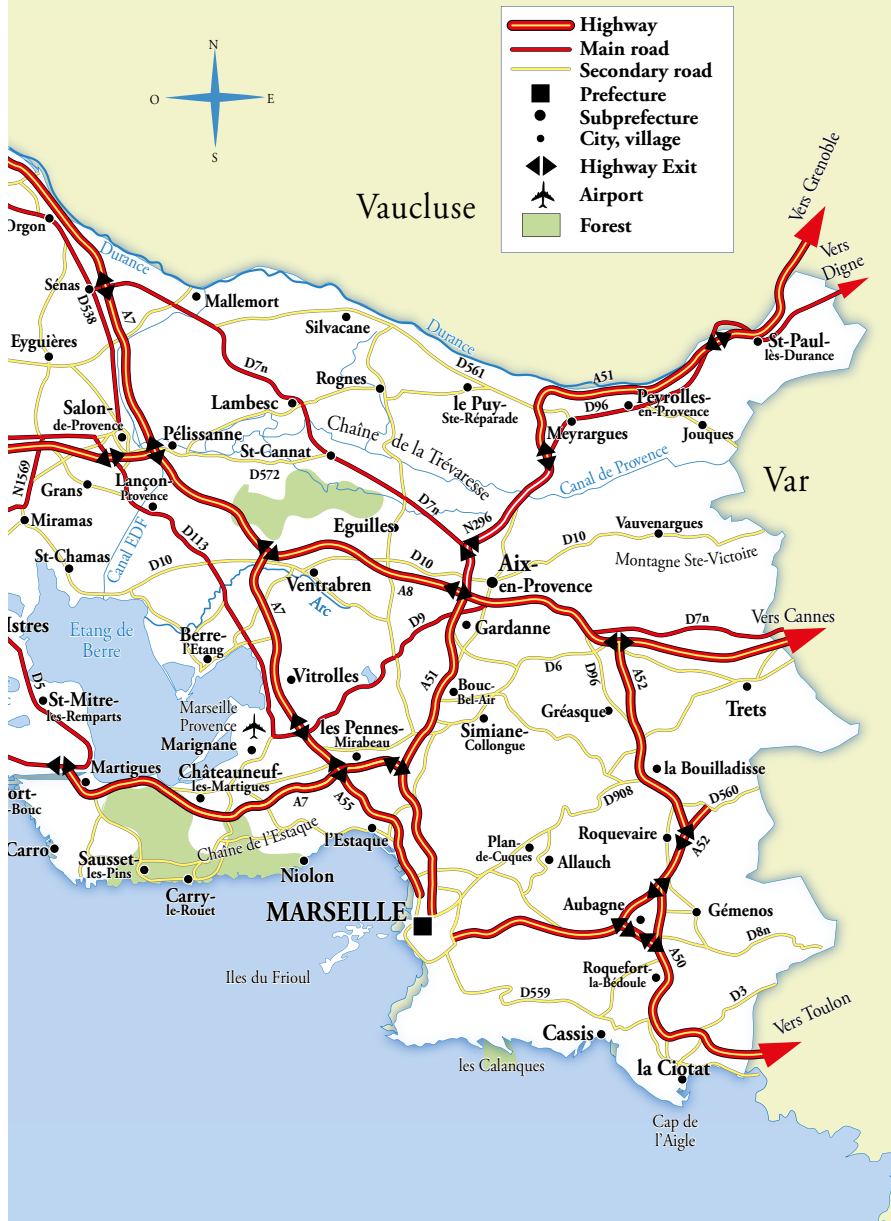 Highway
Main road
Secondary road
Prefecture
Subprefecture
City, village
Highway Exit
Airport
Forest
N
O
E
S
Vaucluse
Vers Grenoble
Vers
Digne
Orgon
Durance
Sénas
D538
A7
Mallemort
Silvacane
Durance
Eyguières
D7n
D561
A51
St-Paul-
lès-Durance
Rognes
Lambesc
le Puy-
Ste-Réparade
D96
Peyrolles-
en-Provence
Meyrargues
Jouques
Salon-
de-Provence
Pélissanne
St-Cannat
D572
Chaîne de la Trévaresse
Canal de Provence
Var
N1569
Grans
Lançon-
Provence
Miramas
D7n
N296
Eguilles
Vauvenargues
D10
Montagne Ste-Victoire
D113
Canal EDF
St-Chamas
D10
D10
Aix-
en-Provence
Ventrabren
A8
Arc
A7
D9
Istres
Etang de
Berre
Berre-
l'Etang
Gardanne
D7n
Vers Cannes
D6
D96
A52
D5
St-Mitre-
les-Remparts
Vitrolles
A51
Bouc-
Bel-Air
Trets
Marseille
Provence
Marignane
les Pennes-
Mirabeau
Simiane-
Collongue
Gréasque
Martigues
Châteauneuf-
les-Martigues
A7
A55
la Bouilladisse
D908
D560
ort-
-Bouc
Chaîne de l'Estaque
l'Estaque
Plan-
de-Cuques
Roquevaire
A52
Carro
Sausset-
les-Pins
Niolon
Allauch
Carry-
le-Rouet
MARSEILLE
Aubagne
Gémenos
D8n
A50
Iles du Frioul
Roquefort-
la-Bédoule
D559
D3
Cassis
Vers Toulon
les Calanques
la Ciotat
Cap de
l'Aigle